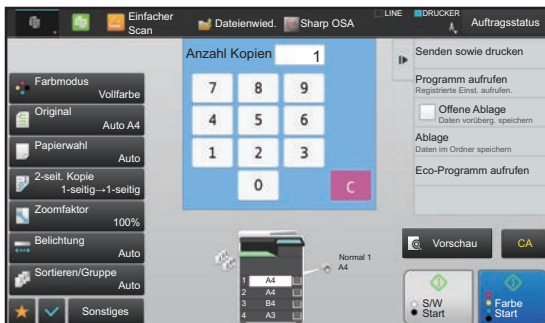 Einfacher
Scan
Dateienwied.
Sharp OSA
LINE
DRUCKER
Auftragsstatus
Anzahl Kopien
1
7 8 9
4 5 6
1 2 3
0 C
Farbmodus
Vollfarbe
Original
Auto A4
Papierwahl
Auto
2-seit. Kopie
1-seitig→1-seitig
Zoomfaktor
100%
Belichtung
Auto
Sortieren/Gruppe
Auto
Sonstiges
Normal 1
A4
1 A4
2 A4
3 B4
4 A3
Senden sowie drucken
Programm aufrufen
Registrierte Einst. aufrufen.
Offene Ablage
Daten vorüberg. speichern
Ablage
Daten im Ordner speichern
Eco-Programm aufrufen
Vorschau
CA
S/W
Start
Farbe
Start